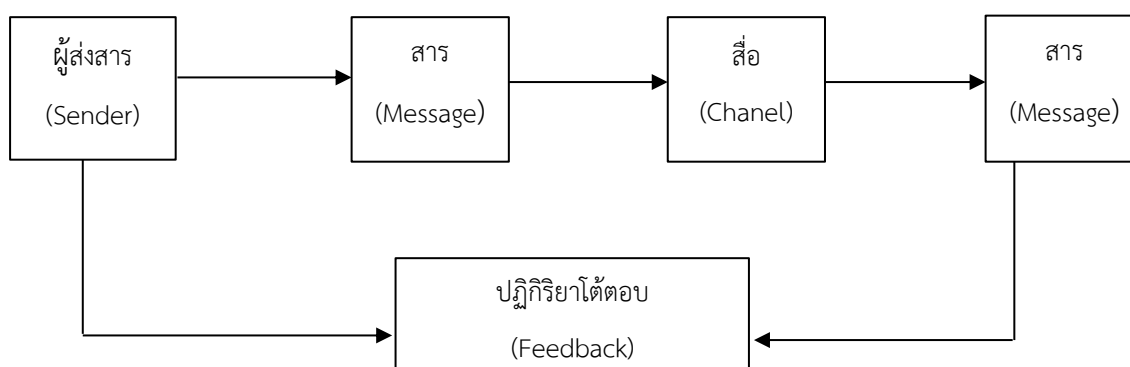 ผู้ส่งสาร
(Sender)
สาร
(Message)
สื่อ
(Chanel)
สาร
(Message)
ปฏิกิริยาโต้ตอบ
(Feedback)